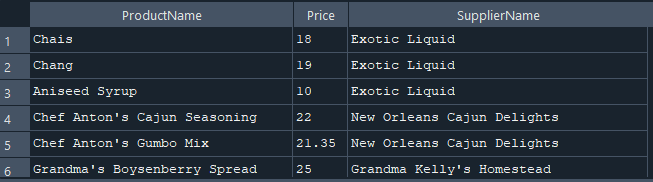 ProductName Price SupplierName
1 Chais 18 Exotic Liquid
2 Chang 19 Exotic Liquid
3 Aniseed Syrup 10 Exotic Liquid
4 Chef Anton's Cajun Seasoning 22 New Orleans Cajun Delights
5 Chef Anton's Gumbo Mix 21.35 New Orleans Cajun Delights
6 Grandma's Boysenberry Spread 25 Grandma Kelly's Homestead